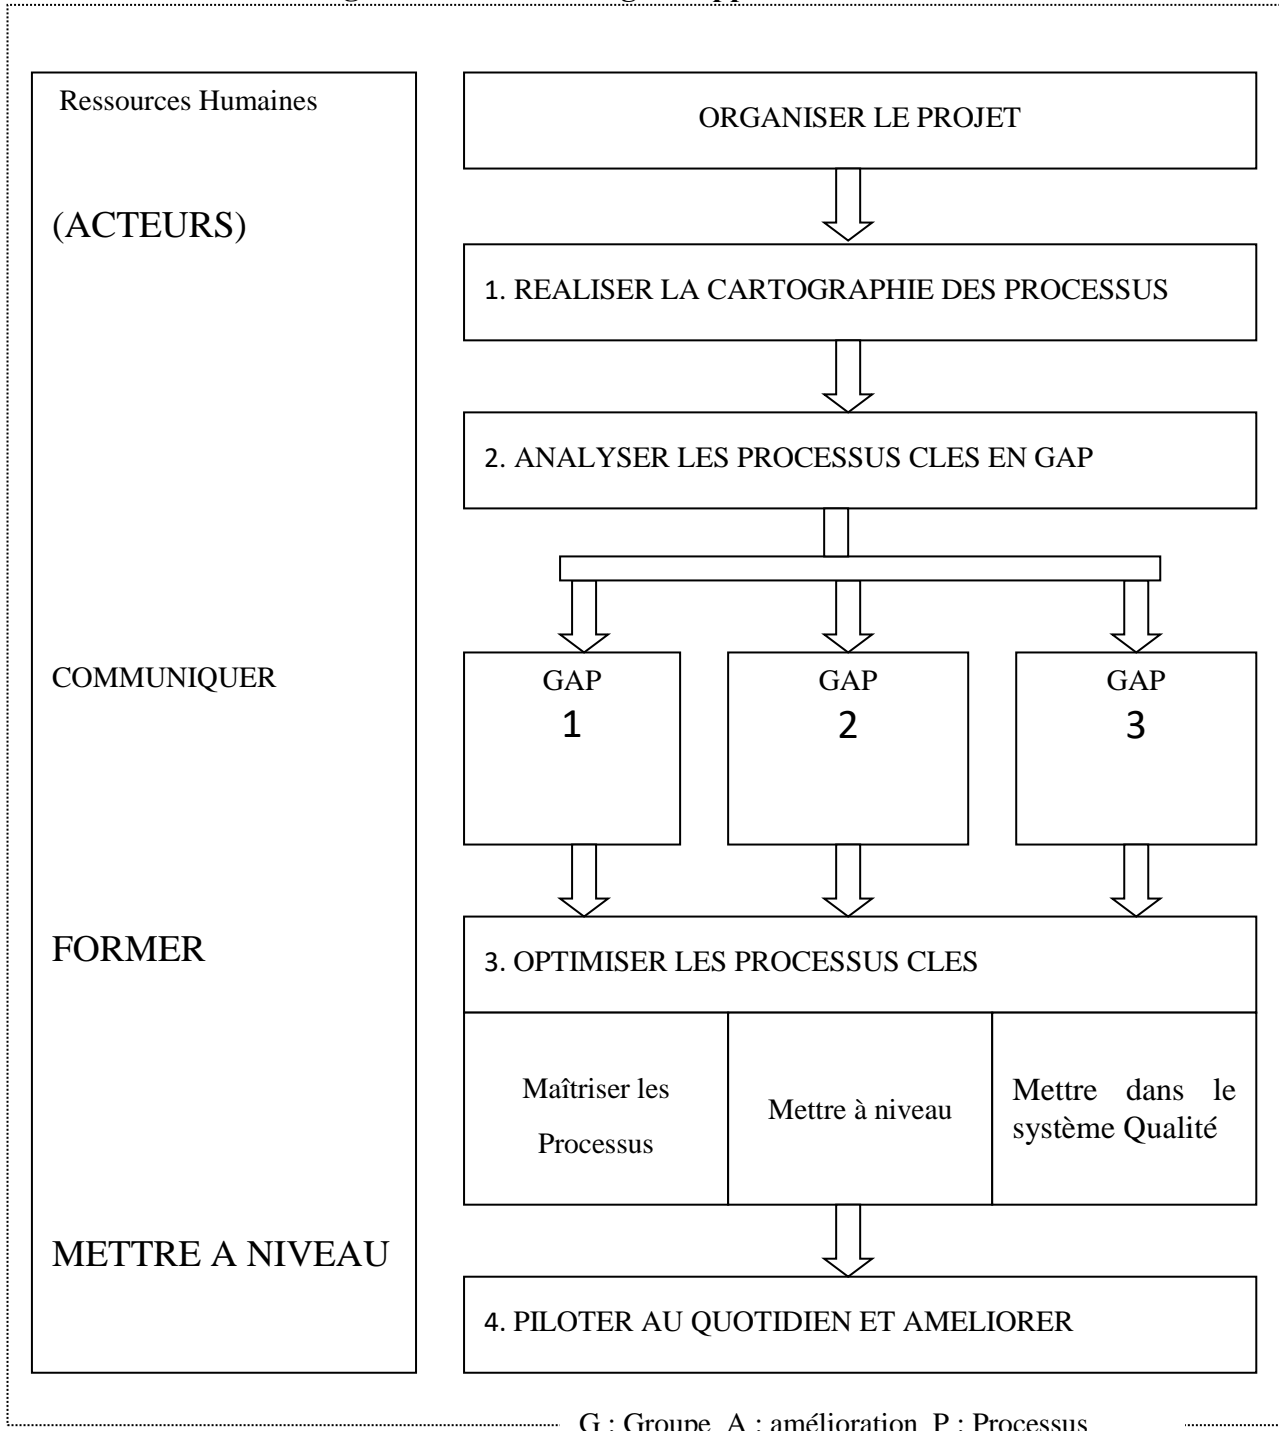 Ressources Humaines
(ACTEURS)
COMMUNIQUER
FORMER
METTRE A NIVEAU
ORGANISER LE PROJET
1. REALISER LA CARTOGRAPHIE DES PROCESSUS
2. ANALYSER LES PROCESSUS CLES EN GAP
GAP
1
GAP
2
GAP
3
3. OPTIMISER LES PROCESSUS CLES
Maîtriser les
Processus
Mettre à niveau
Mettre dans le
système Qualité
4. PILOTER AU QUOTIDIEN ET AMELIORER
G : Groupe A : amélioration P : Processus